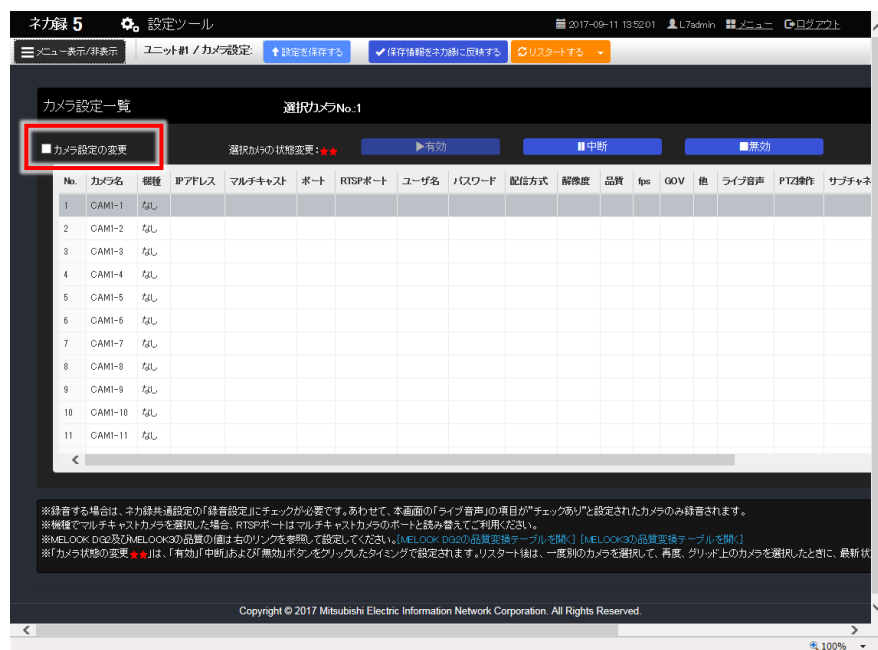 ネカ録 5 設定ツール 2017-09-11 13:52:01 L7admin メニュー ログアウト
メニュー表示/非表示 ユニット#1 / カメラ設定: 設定を保存する 保存情報をネカ録に反映する リスタートする
カメラ設定一覧 選択カメラNo.:1
カメラ設定の変更 選択カメラの状態変更:★★ ▶有効 中断 ■無効
No. カメラ名 機種 IPアドレス マルチキャスト ポート RTSPポート ユーザ名 パスワード 配信方式 解像度 品質 fps GOV 他 ライブ音声 PTZ操作 サブチャネ
1 CAM1-1 なし
2 CAM1-2 なし
3 CAM1-3 なし
4 CAM1-4 なし
5 CAM1-5 なし
6 CAM1-6 なし
7 CAM1-7 なし
8 CAM1-8 なし
9 CAM1-9 なし
10 CAM1-10 なし
11 CAM1-11 なし
※録音する場合は、ネカ録共通設定の「録音設定」にチェックが必要です。あわせて、本画面の「ライブ音声」の項目が"チェックあり"と設定されたカメラのみ録音されます。
※機種でマルチキャストカメラを選択した場合、RTSPポートはマルチキャストカメラのポートと読み替えてご利用ください。
※MELOOK DG2及びMELOOK3の品質の値は右のリンクを参照して設定してください。[MELOOK DG2の品質変換テーブルを開く] [MELOOK3の品質変換テーブルを開く]
※「カメラ状態の変更★★」は、「有効」「中断」および「無効」ボタンをクリックしたタイミングで設定されます。リスタート後は、一度別のカメラを選択して、再度、グリッド上のカメラを選択したときに、最新状
Copyright © 2017 Mitsubishi Electric Information Network Corporation. All Rights Reserved.
100%